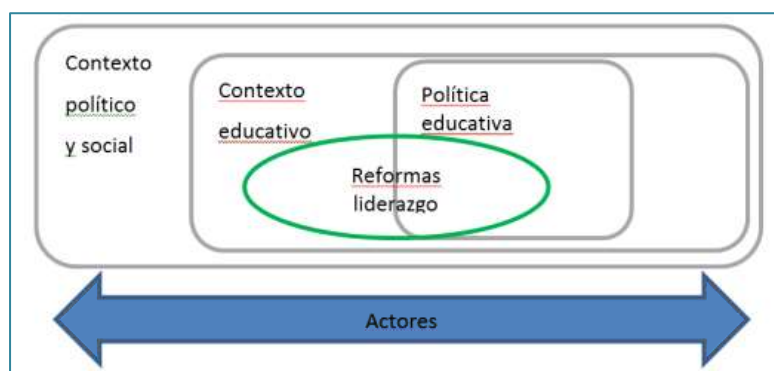 Contexto
político
y social
Contexto
educativo
Política
educativa
Reformas
liderazgo
Actores